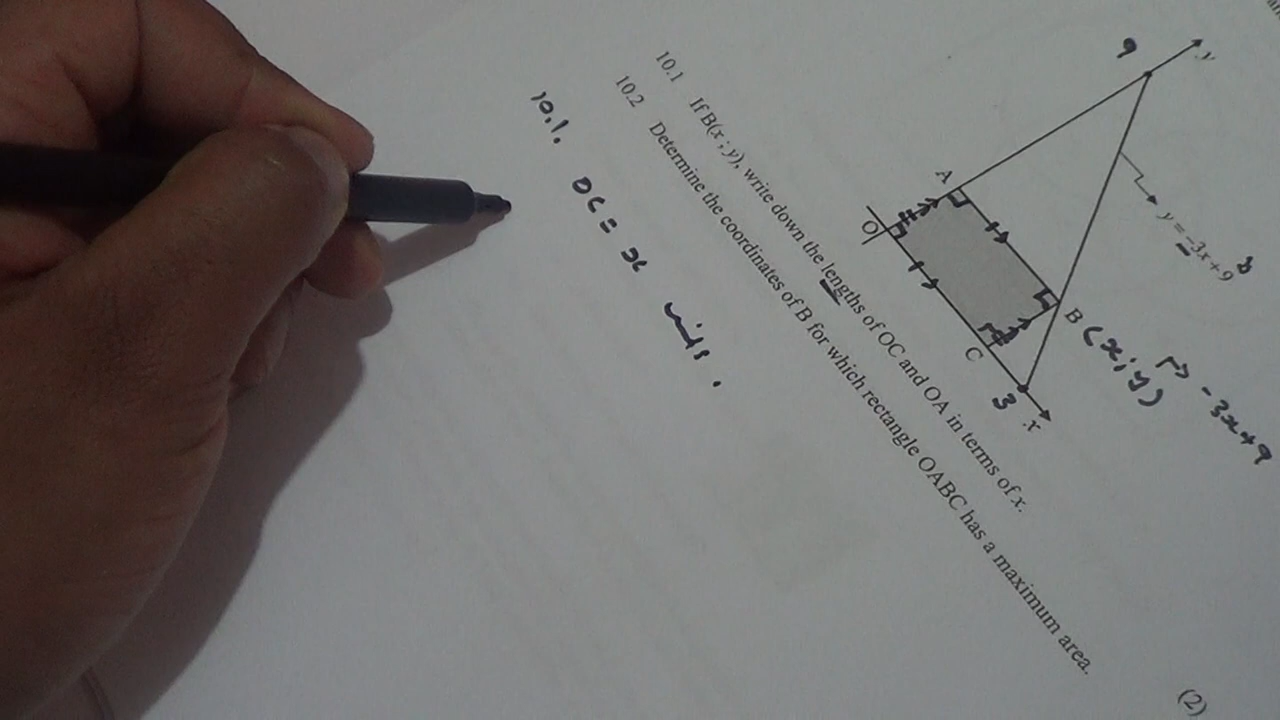 y
9
y = -3x + 9
A
O
B (x; y) → -3x+9
C
3
x
10.1 If B(x ; y), write down the lengths of OC and OA in terms of x.
(2)
10.2 Determine the coordinates of B for which rectangle OABC has a maximum area.
10.1. OC = x units.